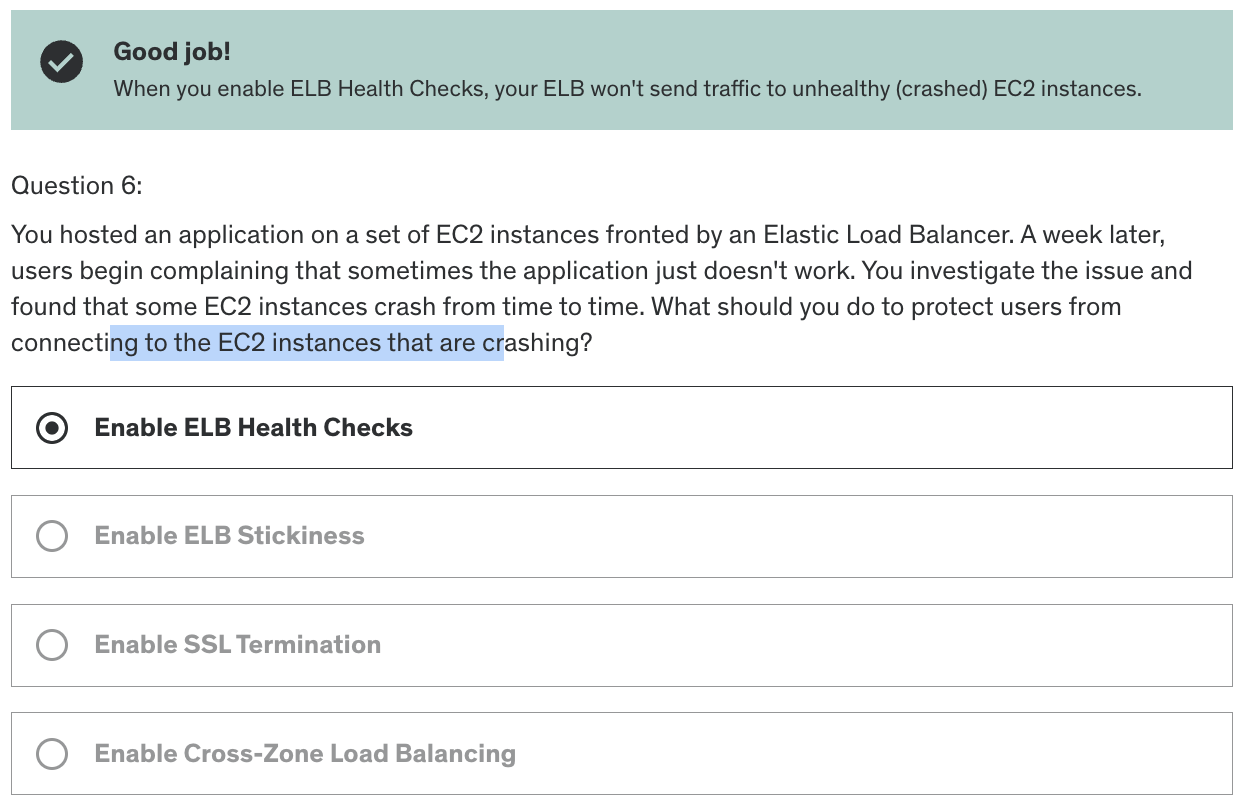 Good job!
When you enable ELB Health Checks, your ELB won't send traffic to unhealthy (crashed) EC2 instances.
Question 6:
You hosted an application on a set of EC2 instances fronted by an Elastic Load Balancer. A week later,
users begin complaining that sometimes the application just doesn't work. You investigate the issue and
found that some EC2 instances crash from time to time. What should you do to protect users from
connecting to the EC2 instances that are crashing?
Enable ELB Health Checks
Enable ELB Stickiness
Enable SSL Termination
Enable Cross-Zone Load Balancing